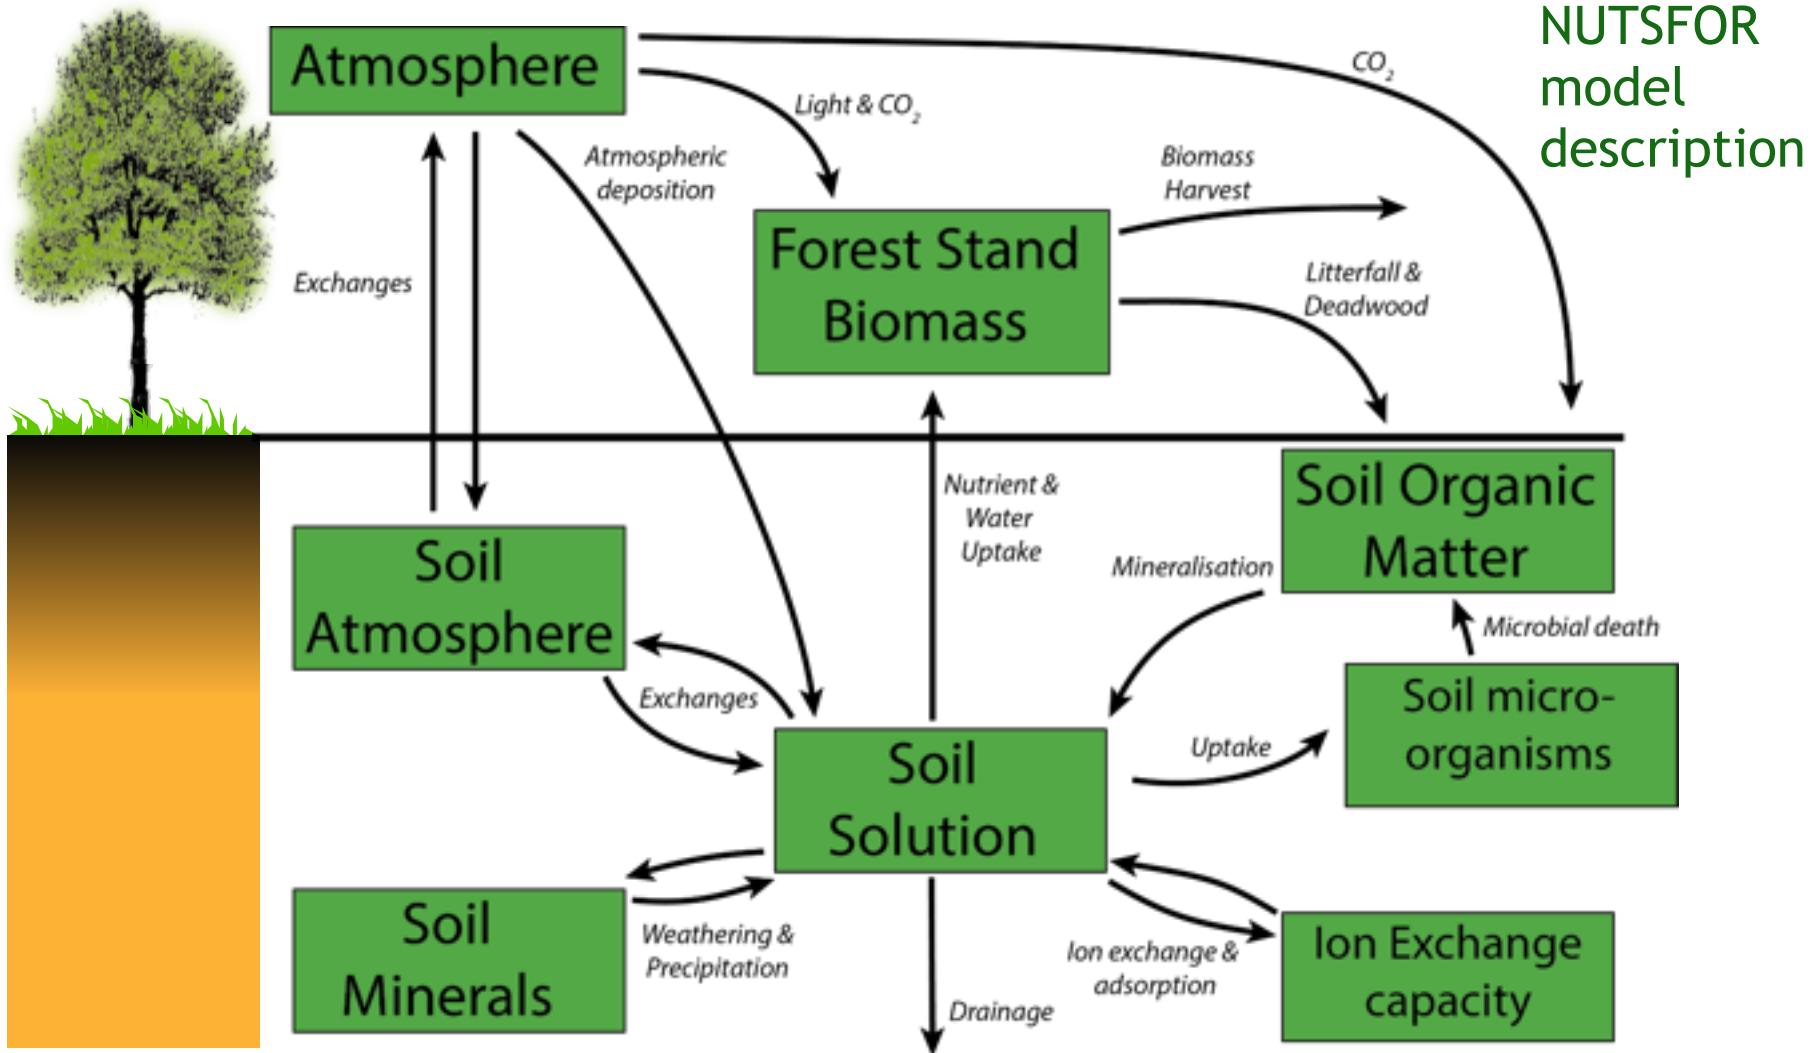 NUTSFOR
model
description
Atmosphere
CO2
Light & CO2
Atmospheric
deposition
Biomass
Harvest
Exchanges
Forest Stand
Biomass
Litterfall &
Deadwood
Nutrient &
Water
Uptake
Soil Organic
Matter
Soil
Atmosphere
Mineralisation
Microbial death
Exchanges
Soil micro-
organisms
Uptake
Soil
Solution
Soil
Minerals
Weathering &
Precipitation
Ion exchange &
adsorption
Ion Exchange
capacity
Drainage